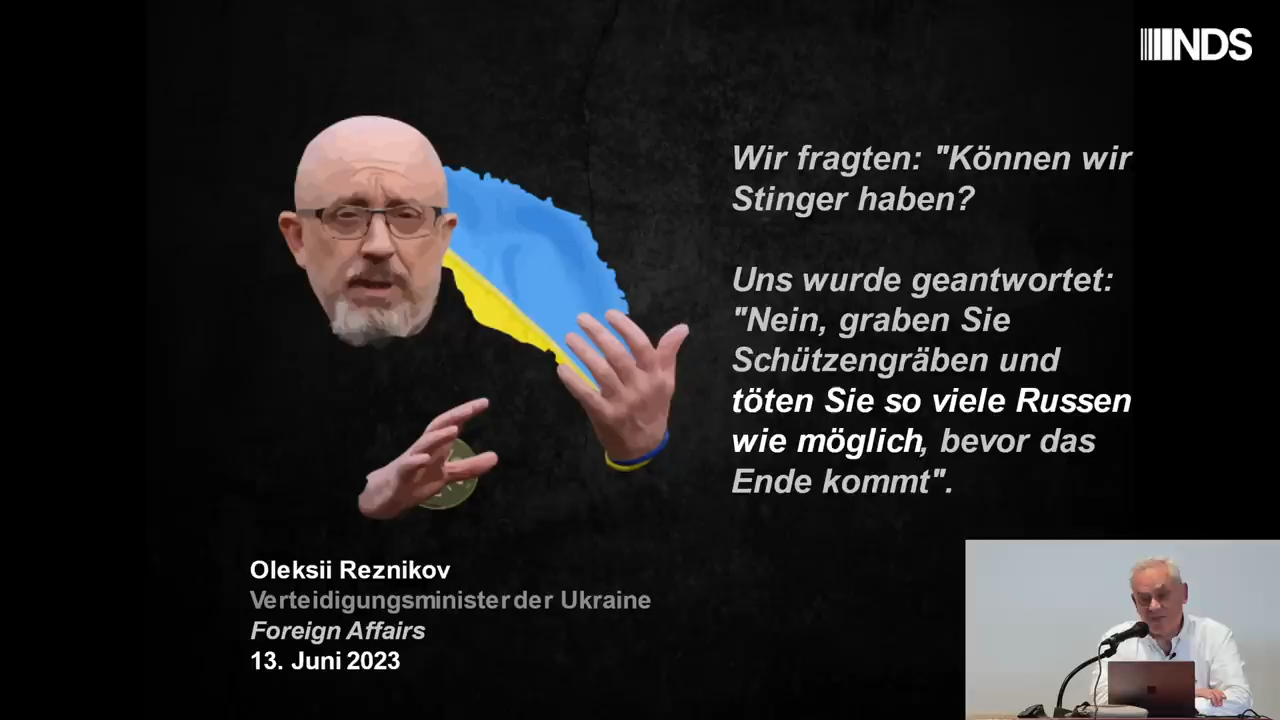 NDS
Wir fragten: "Können wir
Stinger haben?
Uns wurde geantwortet:
"Nein, graben Sie
Schützengräben und
töten Sie so viele Russen
wie möglich, bevor das
Ende kommt".
Oleksii Reznikov
Verteidigungsminister der Ukraine
Foreign Affairs
13. Juni 2023